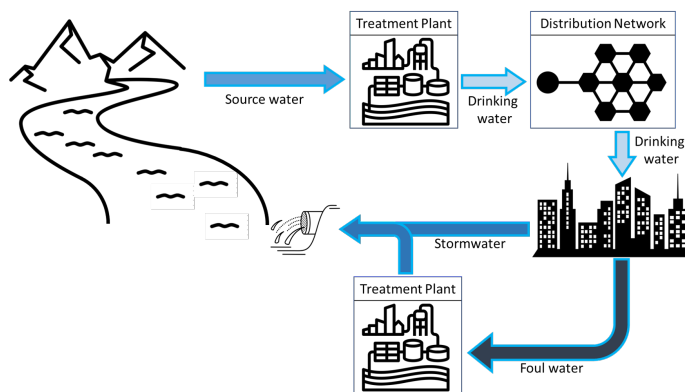 Treatment Plant
Distribution Network
Source water
Drinking
water
Drinking
water
Stormwater
Treatment Plant
Foul water